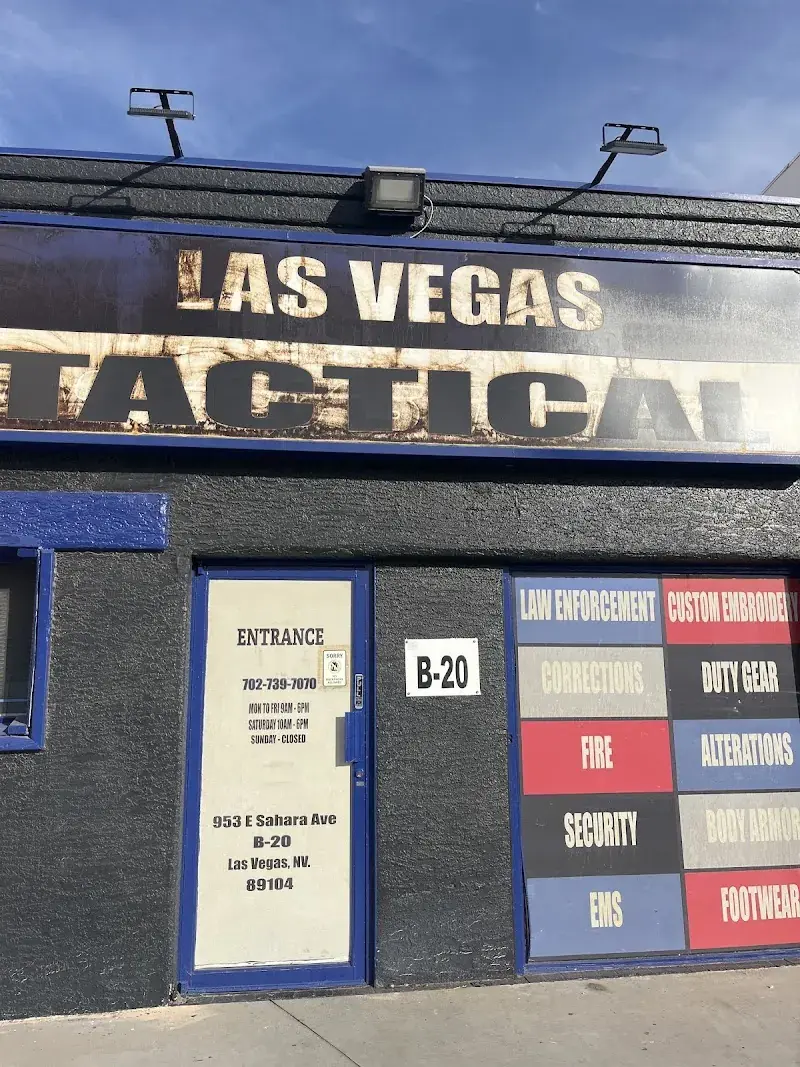 LAS VEGAS
TACTICAL
ENTRANCE
SORRY
702-739-7070
MON TO FRI 9AM - 6PM
SATURDAY 10AM - 6PM
SUNDAY - CLOSED
953 E Sahara Ave
B-20
Las Vegas, NV.
89104
B-20
LAW ENFORCEMENT
CUSTOM EMBROIDERY
CORRECTIONS
DUTY GEAR
FIRE
ALTERATIONS
SECURITY
BODY ARMOR
EMS
FOOTWEAR